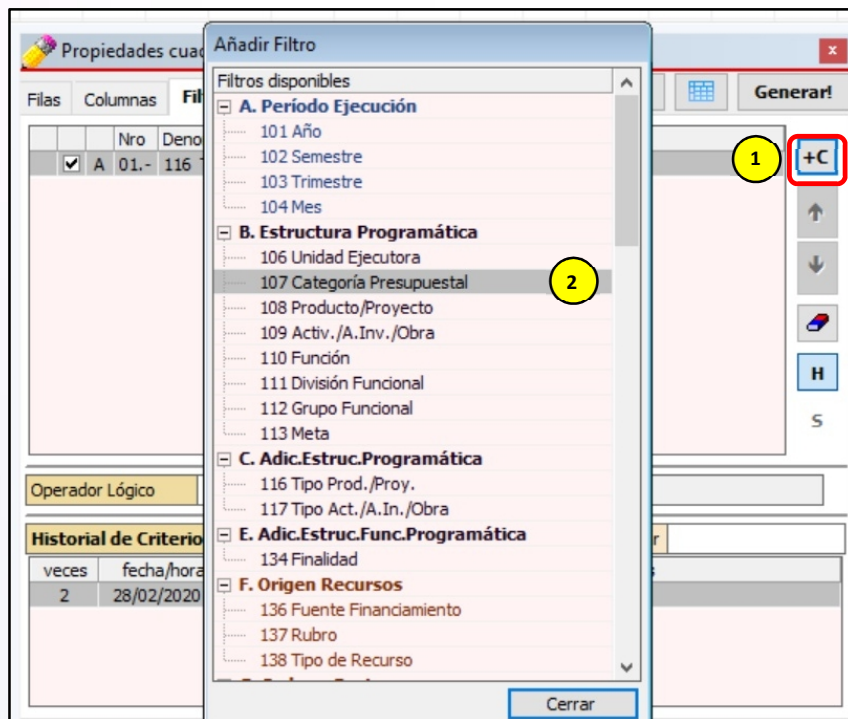 Propiedades cuad
x
Filas Columnas Fil
Generar!
Nro Deno
A 01.- 116 T
1 +C
H
S
Operador Lógico
Historial de Criterio
r
veces fecha/hora
2 28/02/2020
Añadir Filtro
Filtros disponibles
A. Período Ejecución
101 Año
102 Semestre
103 Trimestre
104 Mes
B. Estructura Programática
106 Unidad Ejecutora
107 Categoría Presupuestal 2
108 Producto/Proyecto
109 Activ./A.Inv./Obra
110 Función
111 División Funcional
112 Grupo Funcional
113 Meta
C. Adic.Estruc.Programática
116 Tipo Prod./Proy.
117 Tipo Act./A.In./Obra
E. Adic.Estruc.Func.Programática
134 Finalidad
F. Origen Recursos
136 Fuente Financiamiento
137 Rubro
138 Tipo de Recurso
Cerrar